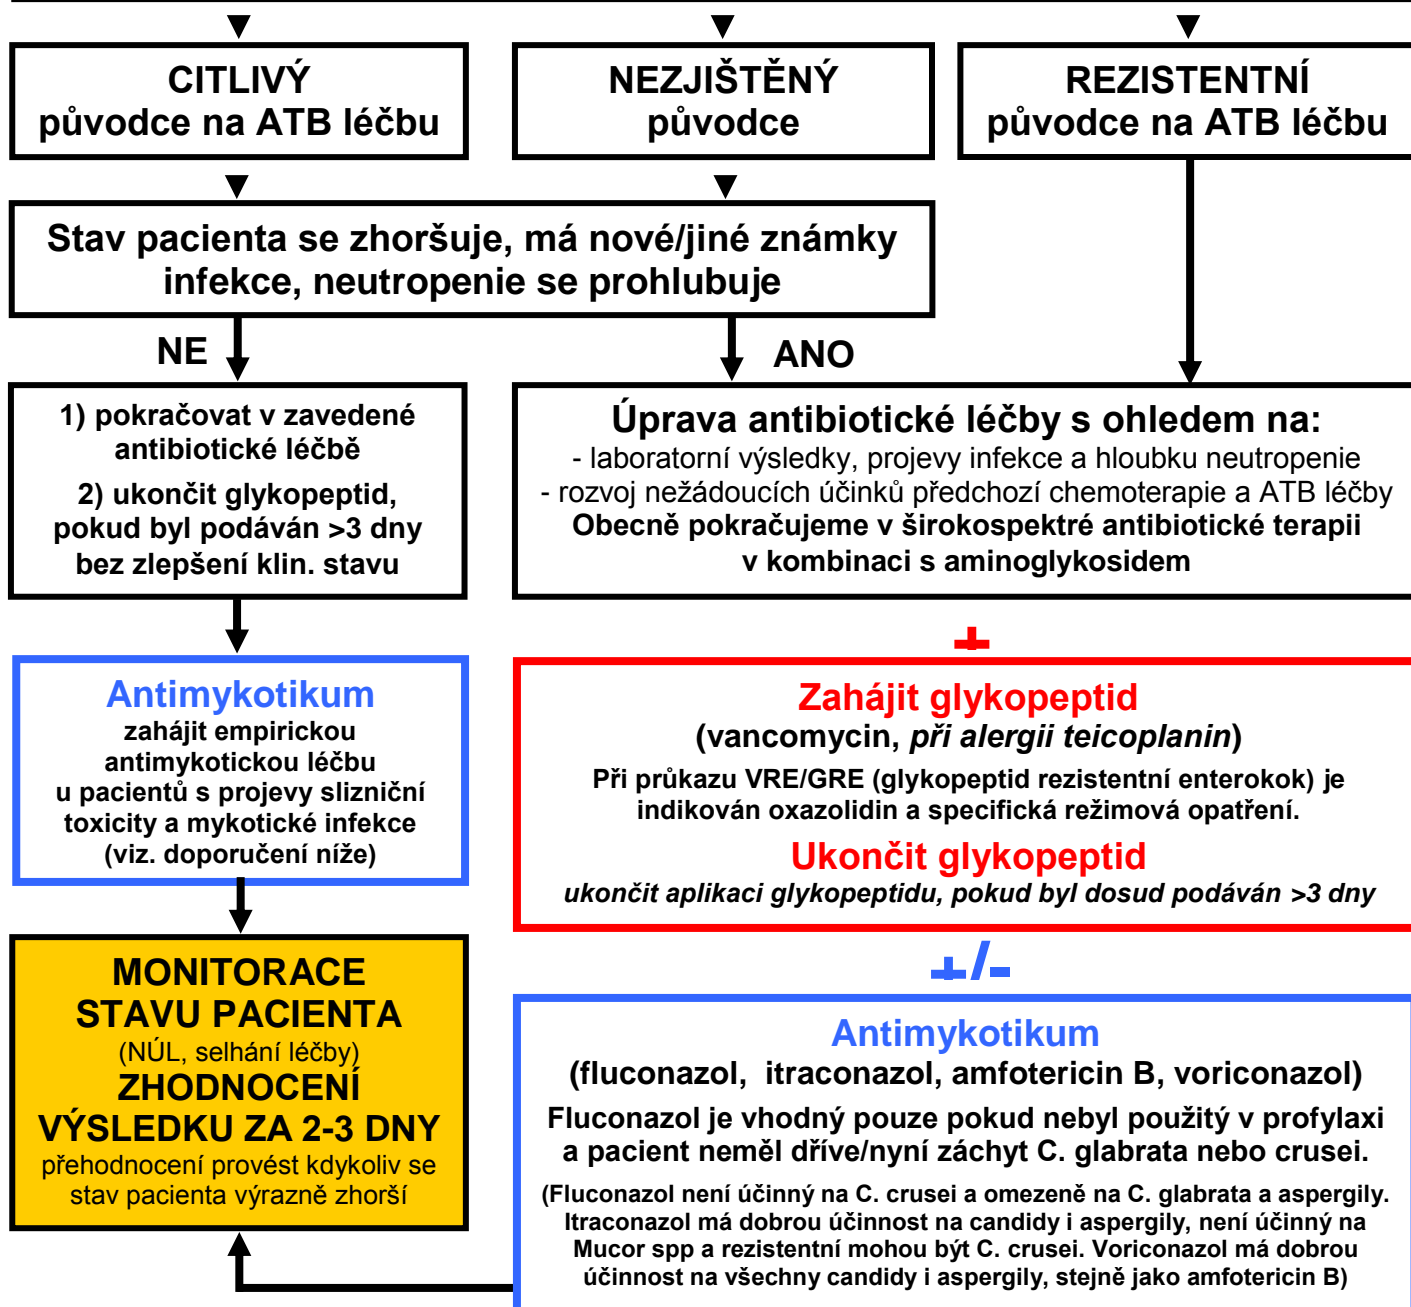 CITLIVÝ
původce na ATB léčbu
NEZJIŠTĚNÝ
původce
REZISTENTNÍ
původce na ATB léčbu
Stav pacienta se zhoršuje, má nové/jiné známky
infekce, neutropenie se prohlubuje
NE
ANO
1) pokračovat v zavedené
antibiotické léčbě
2) ukončit glykopeptid,
pokud byl podáván >3 dny
bez zlepšení klin. stavu
Úprava antibiotické léčby s ohledem na:
- laboratorní výsledky, projevy infekce a hloubku neutropenie
- rozvoj nežádoucích účinků předchozí chemoterapie a ATB léčby
Obecně pokračujeme v širokospektré antibiotické terapii
v kombinaci s aminoglykosidem
+
Antimykotikum
zahájit empirickou
antimykotickou léčbu
u pacientů s projevy slizniční
toxicity a mykotické infekce
(viz. doporučení níže)
Zahájit glykopeptid
(vancomycin, při alergii teicoplanin)
Při průkazu VRE/GRE (glykopeptid rezistentní enterokok) je
indikován oxazolidin a specifická režimová opatření.
Ukončit glykopeptid
ukončit aplikaci glykopeptidu, pokud byl dosud podáván >3 dny
+/-
MONITORACE
STAVU PACIENTA
(NÚL, selhání léčby)
ZHODNOCENÍ
VÝSLEDKU ZA 2-3 DNY
přehodnocení provést kdykoliv se
stav pacienta výrazně zhorší
Antimykotikum
(fluconazol, itraconazol, amfotericin B, voriconazol)
Fluconazol je vhodný pouze pokud nebyl použitý v profylaxi
a pacient neměl dříve/nyní záchyt C. glabrata nebo crusei.
(Fluconazol není účinný na C. crusei a omezeně na C. glabrata a aspergily.
Itraconazol má dobrou účinnost na candidy i aspergily, není účinný na
Mucor spp a rezistentní mohou být C. crusei. Voriconazol má dobrou
účinnost na všechny candidy i aspergily, stejně jako amfotericin B)